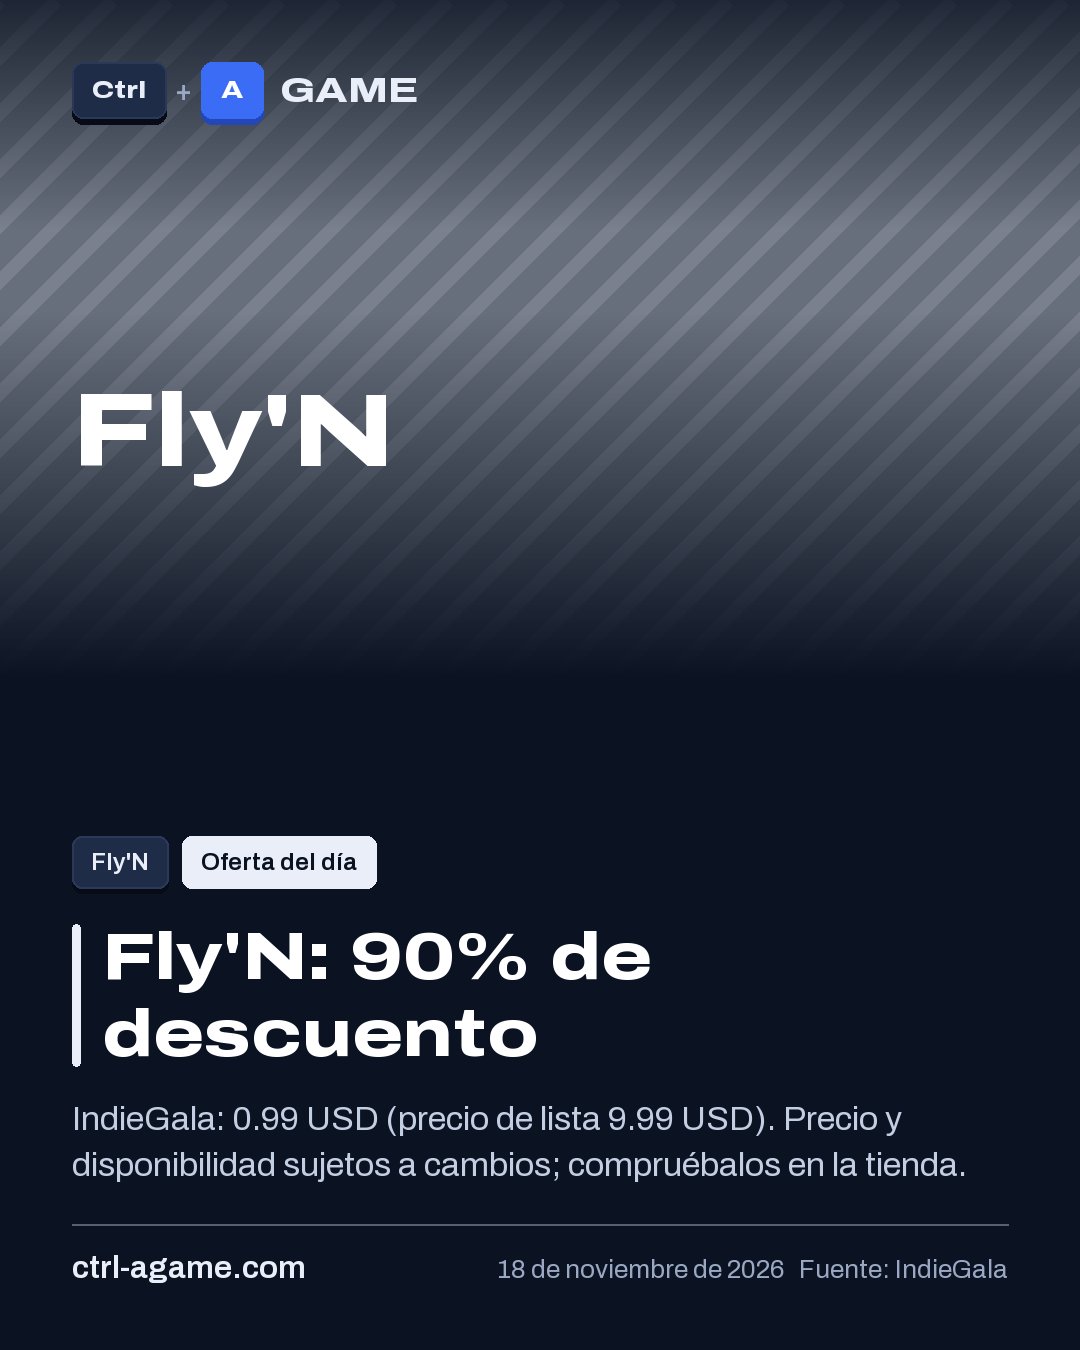 Ctrl + A GAME
Fly'N
Fly'N Oferta del día
Fly'N: 90% de
descuento
IndieGala: 0.99 USD (precio de lista 9.99 USD). Precio y
disponibilidad sujetos a cambios; compruébalos en la tienda.
ctrl-agame.com 18 de noviembre de 2026 Fuente: IndieGala